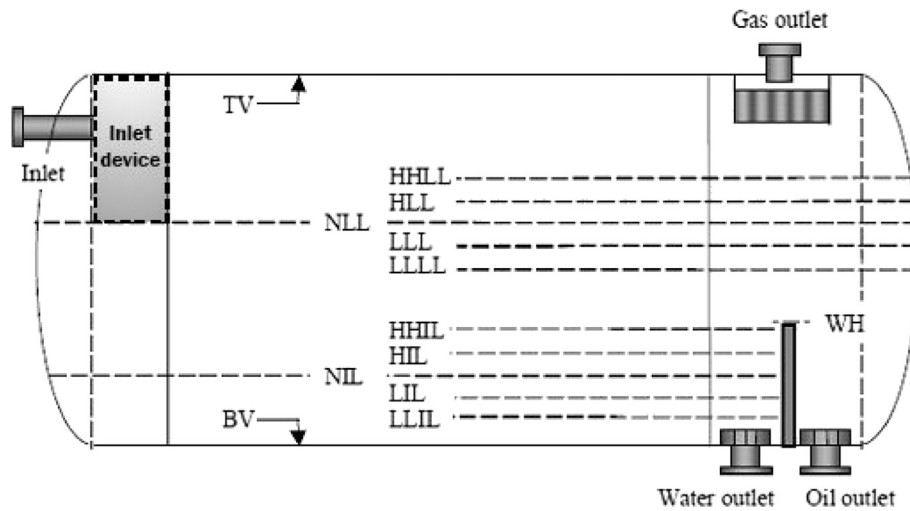 Gas outlet
TV
Inlet
device
Inlet
HHLL
HLL
NLL
LLL
LLLL
HHIL
WH
HIL
NIL
LIL
BV
LLIL
Water outlet
Oil outlet